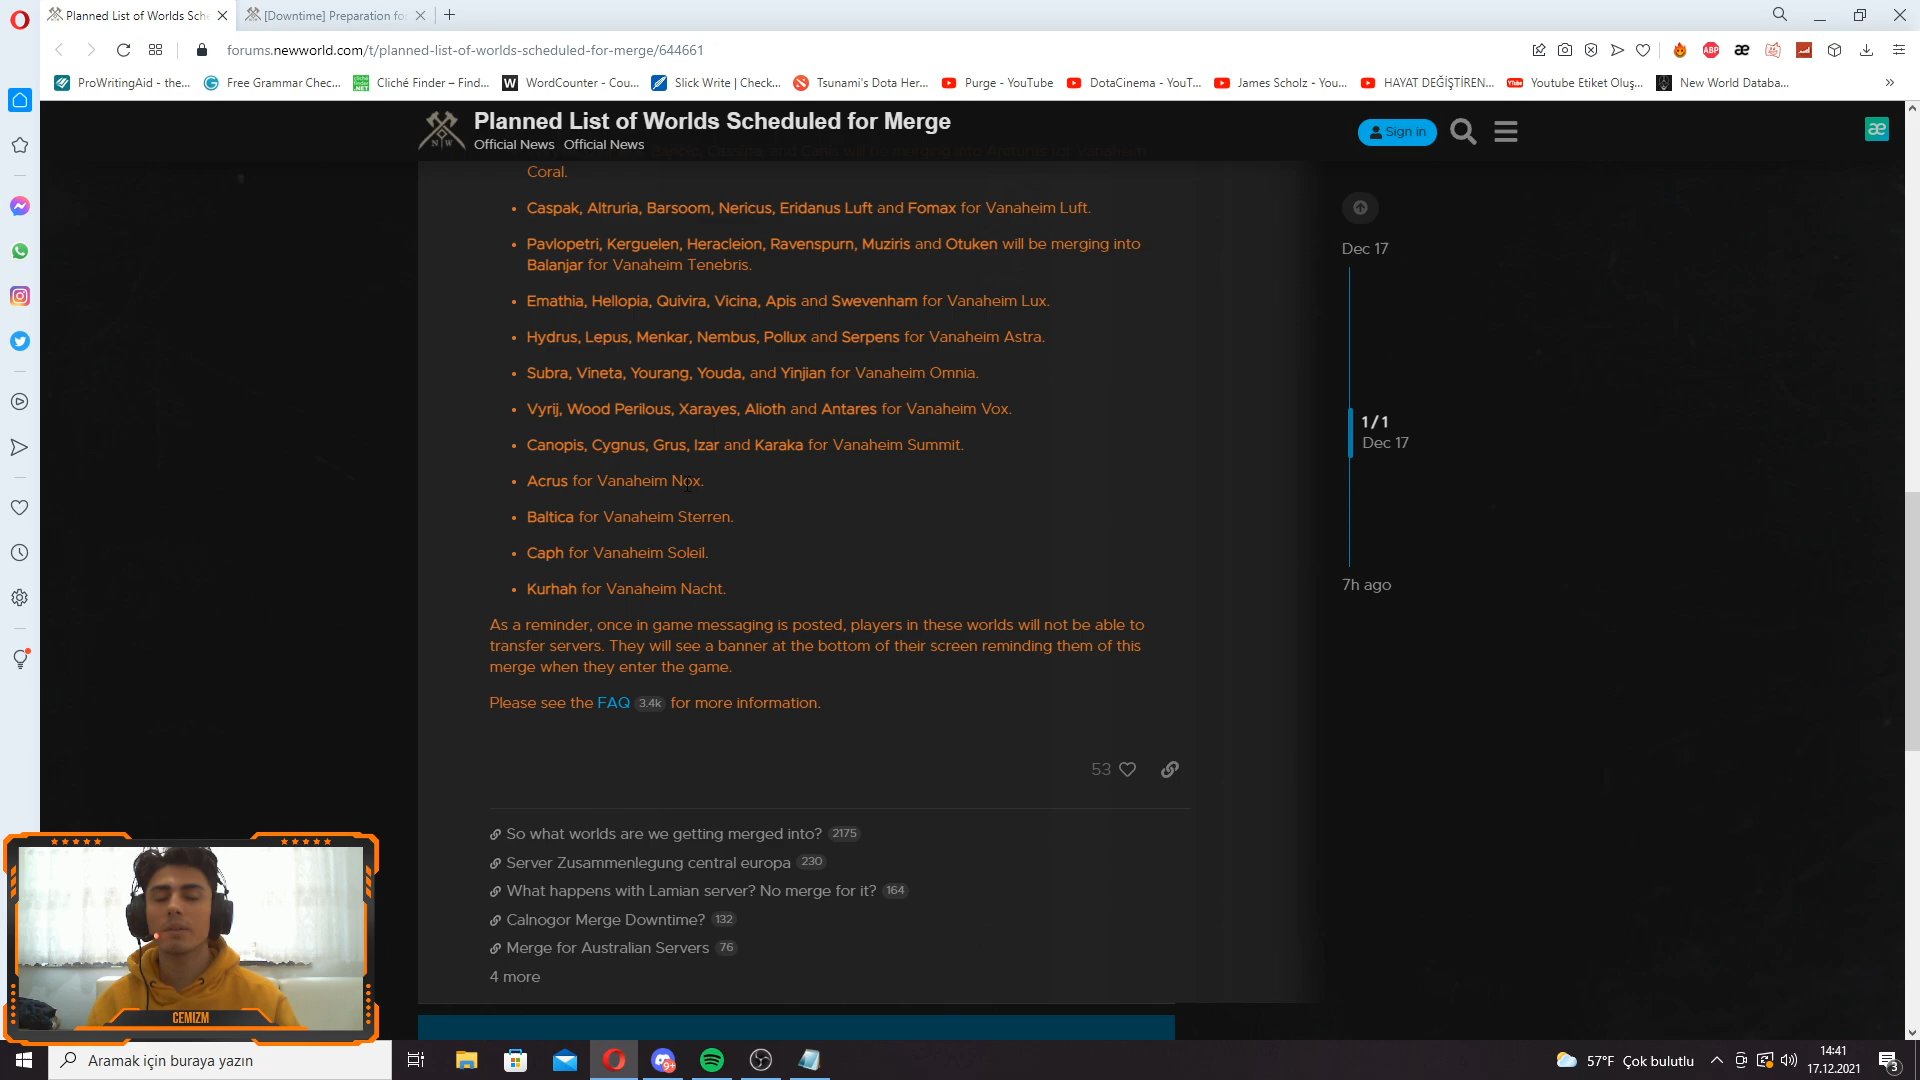 Planned List of Worlds Sche
[Downtime] Preparation fo
forums.newworld.com/t/planned-list-of-worlds-scheduled-for-merge/644661
ABP
æ
ProWritingAid - the...
Free Grammar Chec...
Cliché Finder – Find...
WordCounter - Cou...
Slick Write | Check...
Tsunami's Dota Her...
Purge - YouTube
DotaCinema - YouT...
James Scholz - You...
HAYAT DEĞİŞTİREN...
Youtube Etiket Oluş...
New World Databa...
»
Planned List of Worlds Scheduled for Merge
Official News Official News
Sign in
æ
Coral.
• Caspak, Altruria, Barsoom, Nericus, Eridanus Luft and Fomax for Vanaheim Luft.
• Pavlopetri, Kerguelen, Heracleion, Ravenspurn, Muziris and Otuken will be merging into
Balanjar for Vanaheim Tenebris.
• Emathia, Hellopia, Quivira, Vicina, Apis and Swevenham for Vanaheim Lux.
• Hydrus, Lepus, Menkar, Nembus, Pollux and Serpens for Vanaheim Astra.
• Subra, Vineta, Yourang, Youda, and Yinjian for Vanaheim Omnia.
• Vyrij, Wood Perilous, Xarayes, Alioth and Antares for Vanaheim Vox.
• Canopis, Cygnus, Grus, Izar and Karaka for Vanaheim Summit.
• Acrus for Vanaheim Nox.
• Baltica for Vanaheim Sterren.
• Caph for Vanaheim Soleil.
• Kurhah for Vanaheim Nacht.
As a reminder, once in game messaging is posted, players in these worlds will not be able to
transfer servers. They will see a banner at the bottom of their screen reminding them of this
merge when they enter the game.
Please see the FAQ 3.4k for more information.
53
So what worlds are we getting merged into? 2175
Server Zusammenlegung central europa 230
What happens with Lamian server? No merge for it? 164
Calnogor Merge Downtime? 132
Merge for Australian Servers 76
4 more
Dec 17
1 / 1
Dec 17
7h ago
CEMIZM
Aramak için buraya yazın
9+
57°F Çok bulutlu
14:41
17.12.2021
3